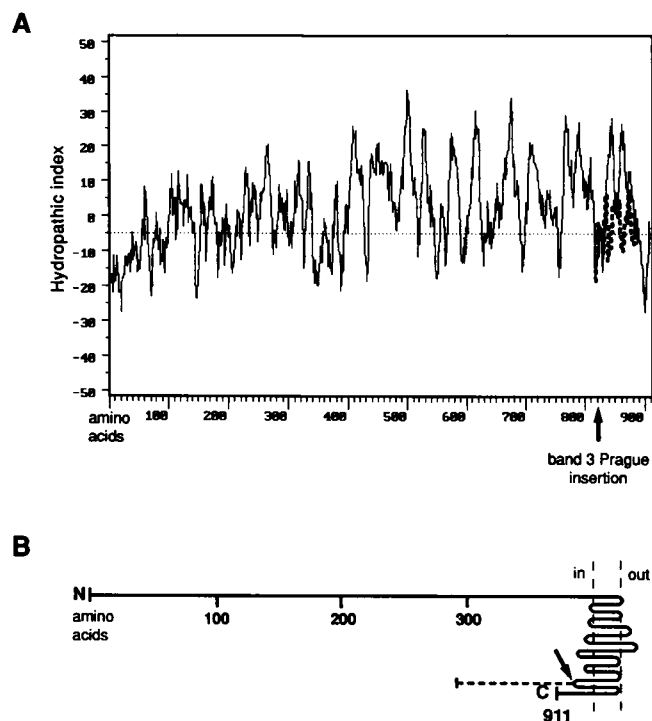 A
50
40
30
20
10
0
-10
-20
-30
-40
-50
Hydropathic index
100 200 300 400 500 600 700 800 900
amino
acids
band 3 Prague
insertion
B
in out
N
amino
acids
100 200 300
C
911